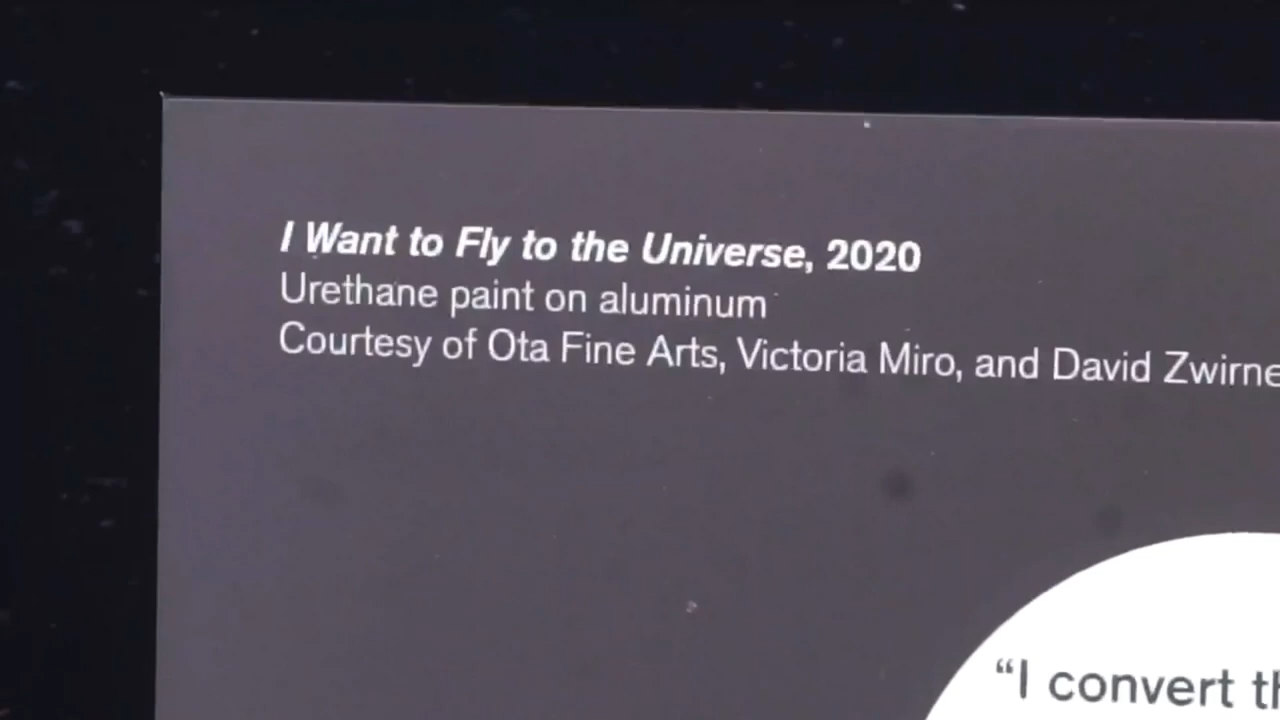 I Want to Fly to the Universe, 2020
Urethane paint on aluminum
Courtesy of Ota Fine Arts, Victoria Miro, and David Zwirne
“I convert